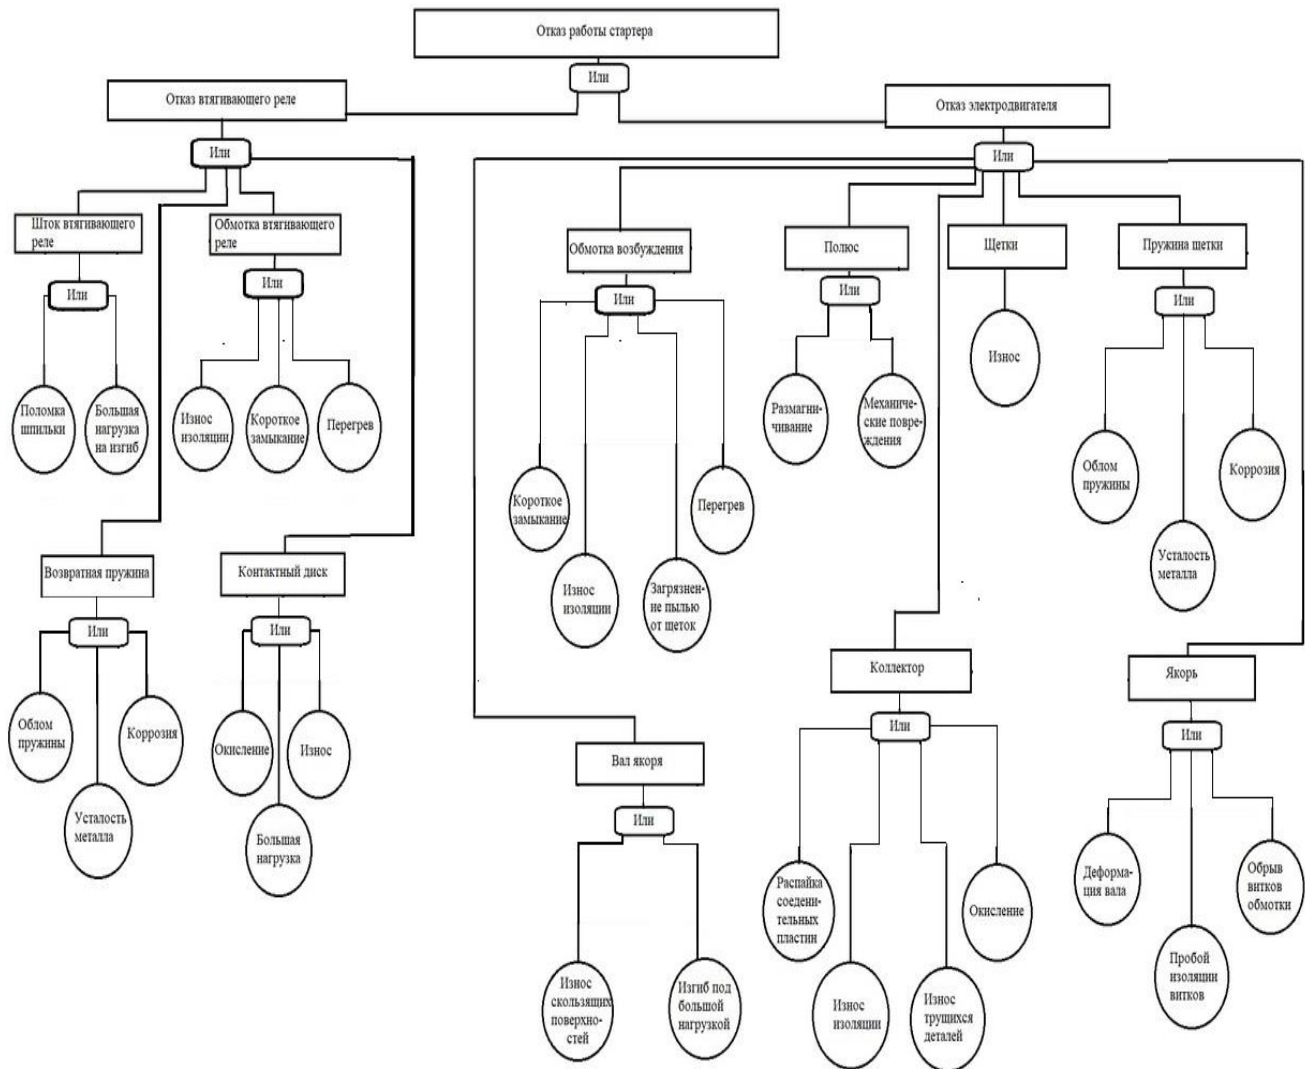 Отказ работы стартера
Или
Отказ втягивающего реле
Отказ электродвигателя
Или
Или
Шток втягивающего
реле
Обмотка втягивающего
реле
Обмотка возбуждения
Полюс
Щетки
Пружина щетки
Или
Или
Или
Или
Или
Износ
Поломка
шпильки
Большая
нагрузка
на изгиб
Износ
изоляции
Короткое
замыкание
Перегрев
Размагни-
чивание
Механиче-
ские повре-
ждения
Облом
пружины
Коррозия
Короткое
замыкание
Перегрев
Усталость
металла
Износ
изоляции
Загрязнен-
ие пылью
от щеток
Возвратная пружина
Контактный диск
Или
Или
Коллектор
Якорь
Облом
пружины
Коррозия
Окисление
Износ
Или
Или
Вал якоря
Усталость
металла
Большая
нагрузка
Или
Распайка
соедени-
тельных
пластин
Окисление
Деформа-
ция вала
Обрыв
витков
обмотки
Износ
скользящих
поверхно-
стей
Изгиб под
большой
нагрузкой
Износ
изоляции
Износ
трущихся
деталей
Пробой
изоляции
витков